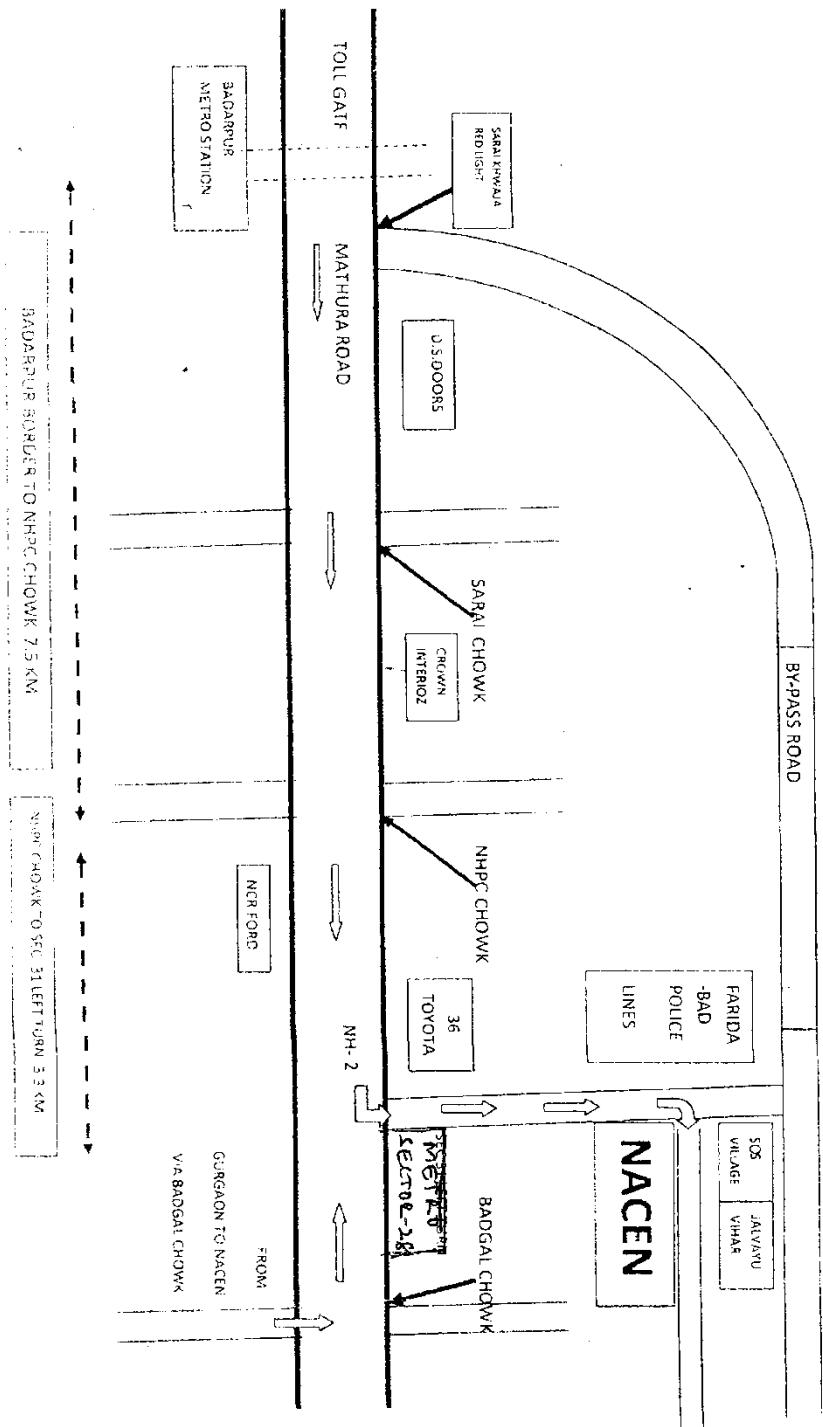 TOLL GATE
BADARPUR
METRO STATION
SARAI KHWAJA
RED LIGHT
MATHURA ROAD
D.S.DOORS
SARAI CHOWK
CROWN
INTERIOZ
BY-PASS ROAD
NHPC CHOWK
NCR FORD
36
TOYOTA
FARIDA
-BAD
POLICE
LINES
NH- 2
NACEN
SOS
VILLAGE
JALVAYU
VIHAR
METRO
SECTOR-28
BADGAL CHOWK
FROM
GURGAON TO NACEN
VIA BADGAL CHOWK
BADARPUR BORDER TO NHPC CHOWK 7.5 KM
NHPC CHOWK TO SEC 31 LEFT TURN 3.3 KM